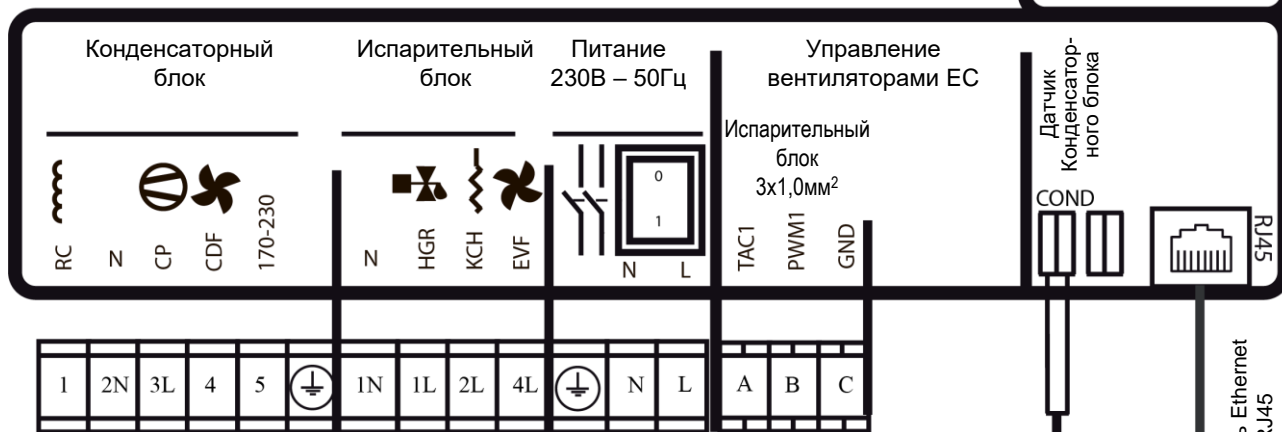 Конденсаторный
блок
Испарительный
блок
Питание
230В – 50Гц
Управление
вентиляторами EC
Испарительный
блок
3х1,0мм²
Датчик
Конденсатор-
ного блока
COND
RC
N
CP
CDF
170-230
N
HGR
KCH
EVF
0
1
N
L
TAC1
PWM1
GND
RJ45
1
2N
3L
4
5
1N
1L
2L
4L
N
L
A
B
C
Ethernet
RJ45